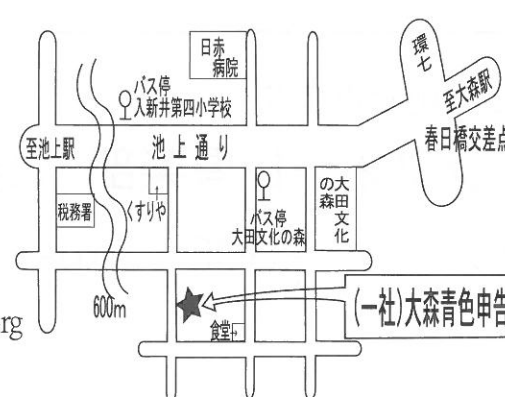 日赤
病院
環七
至大森駅
バス停
入新井第四小学校
春日橋交差点
至池上駅
池上通り
税務署
くすりや
バス停
大田文化の森
大田文化
の森
600m
(一社)大森青色申告
食堂
rg